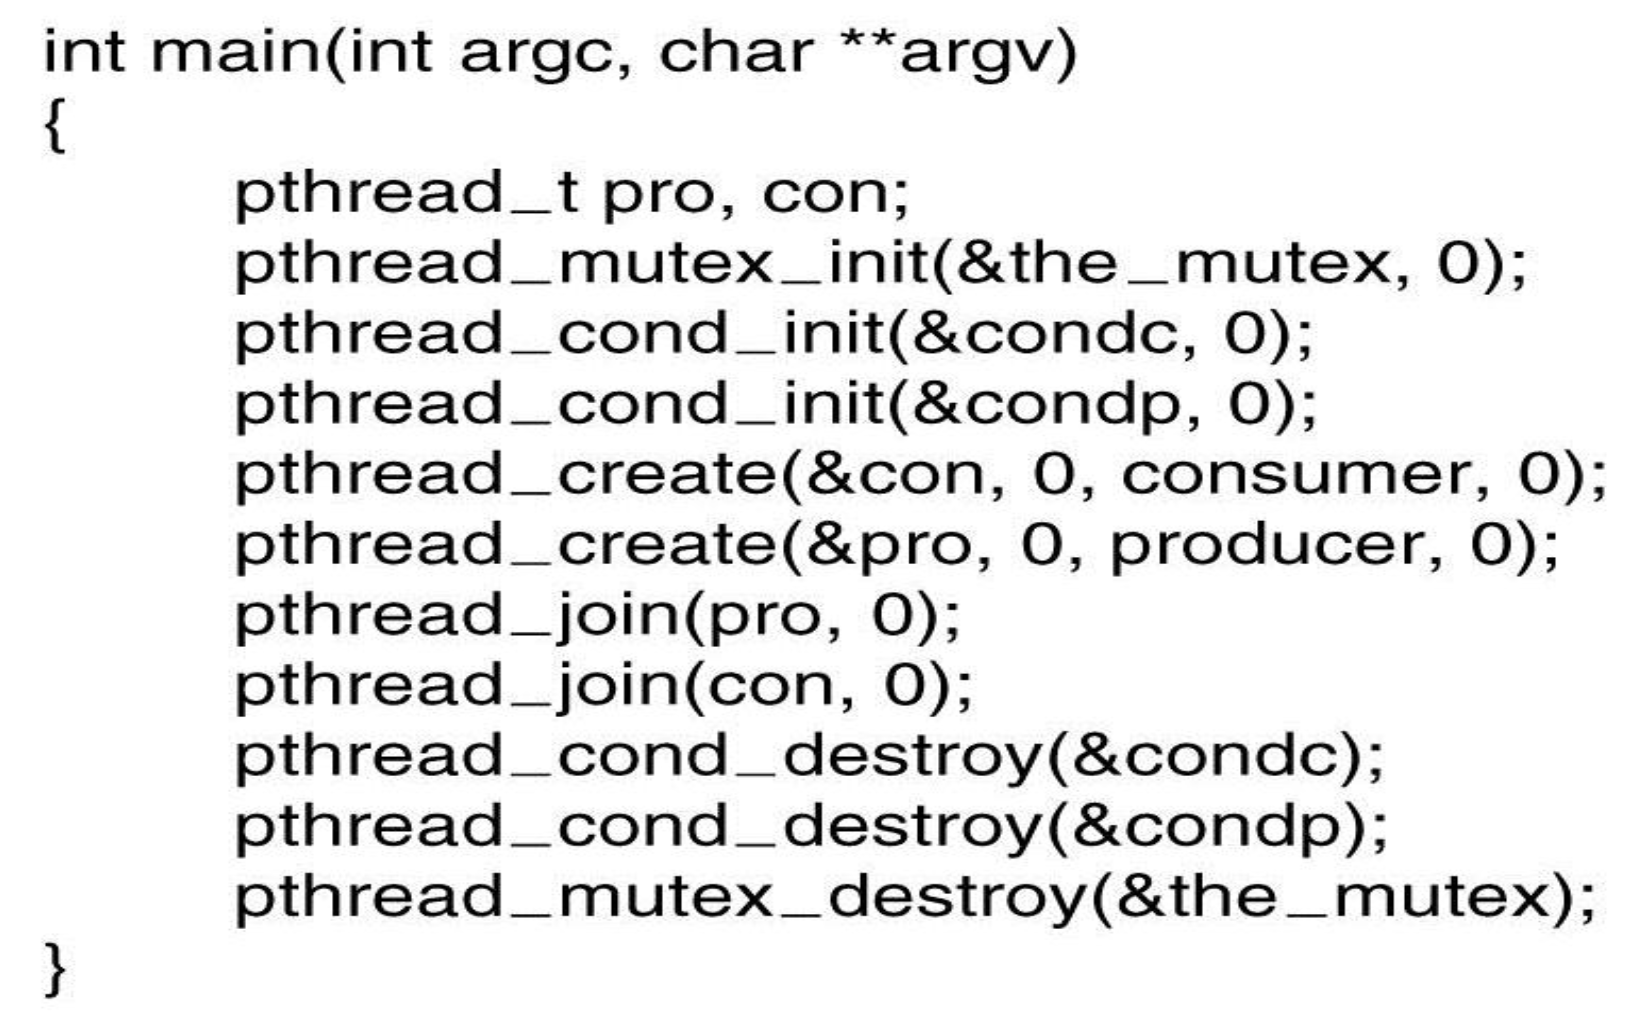 int main(int argc, char **argv)
{
pthread_t pro, con;
pthread_mutex_init(&the_mutex, 0);
pthread_cond_init(&condc, 0);
pthread_cond_init(&condp, 0);
pthread_create(&con, 0, consumer, 0);
pthread_create(&pro, 0, producer, 0);
pthread_join(pro, 0);
pthread_join(con, 0);
pthread_cond_destroy(&condc);
pthread_cond_destroy(&condp);
pthread_mutex_destroy(&the_mutex);
}